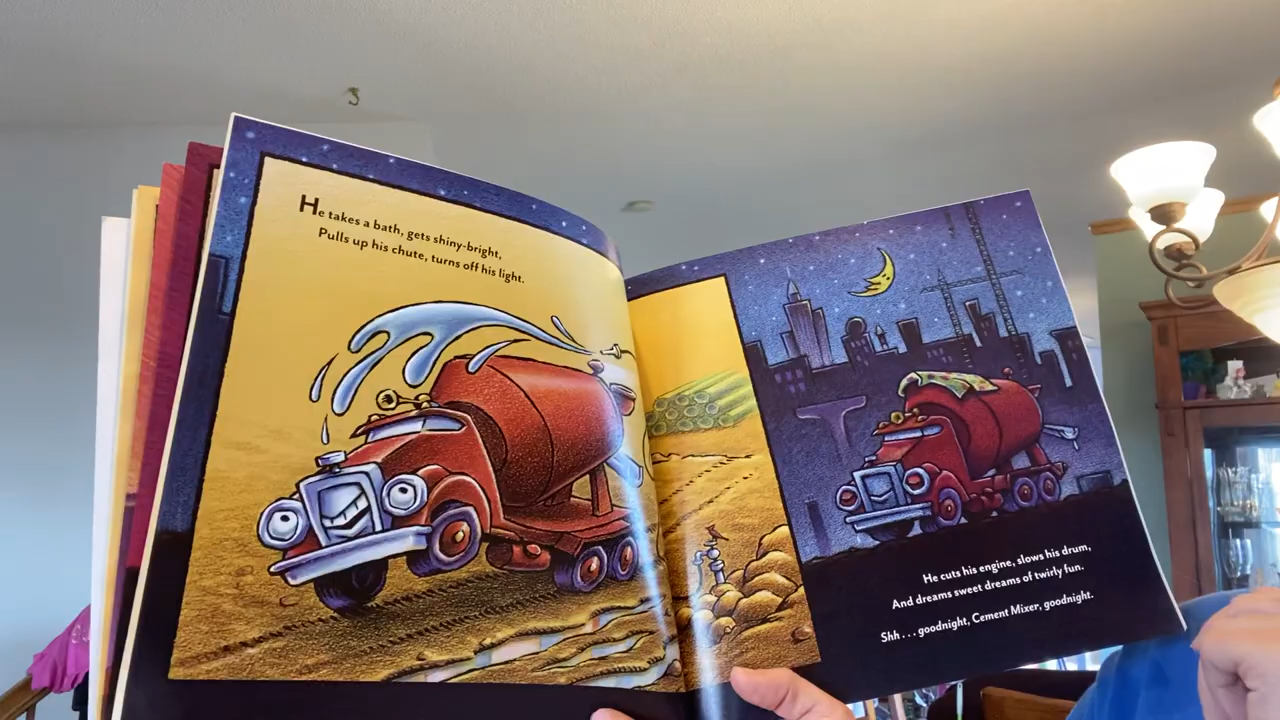 He takes a bath, gets shiny-bright,
Pulls up his chute, turns off his light.
He cuts his engine, slows his drum,
And dreams sweet dreams of twirly fun.
Shh . . . goodnight, Cement Mixer, goodnight.